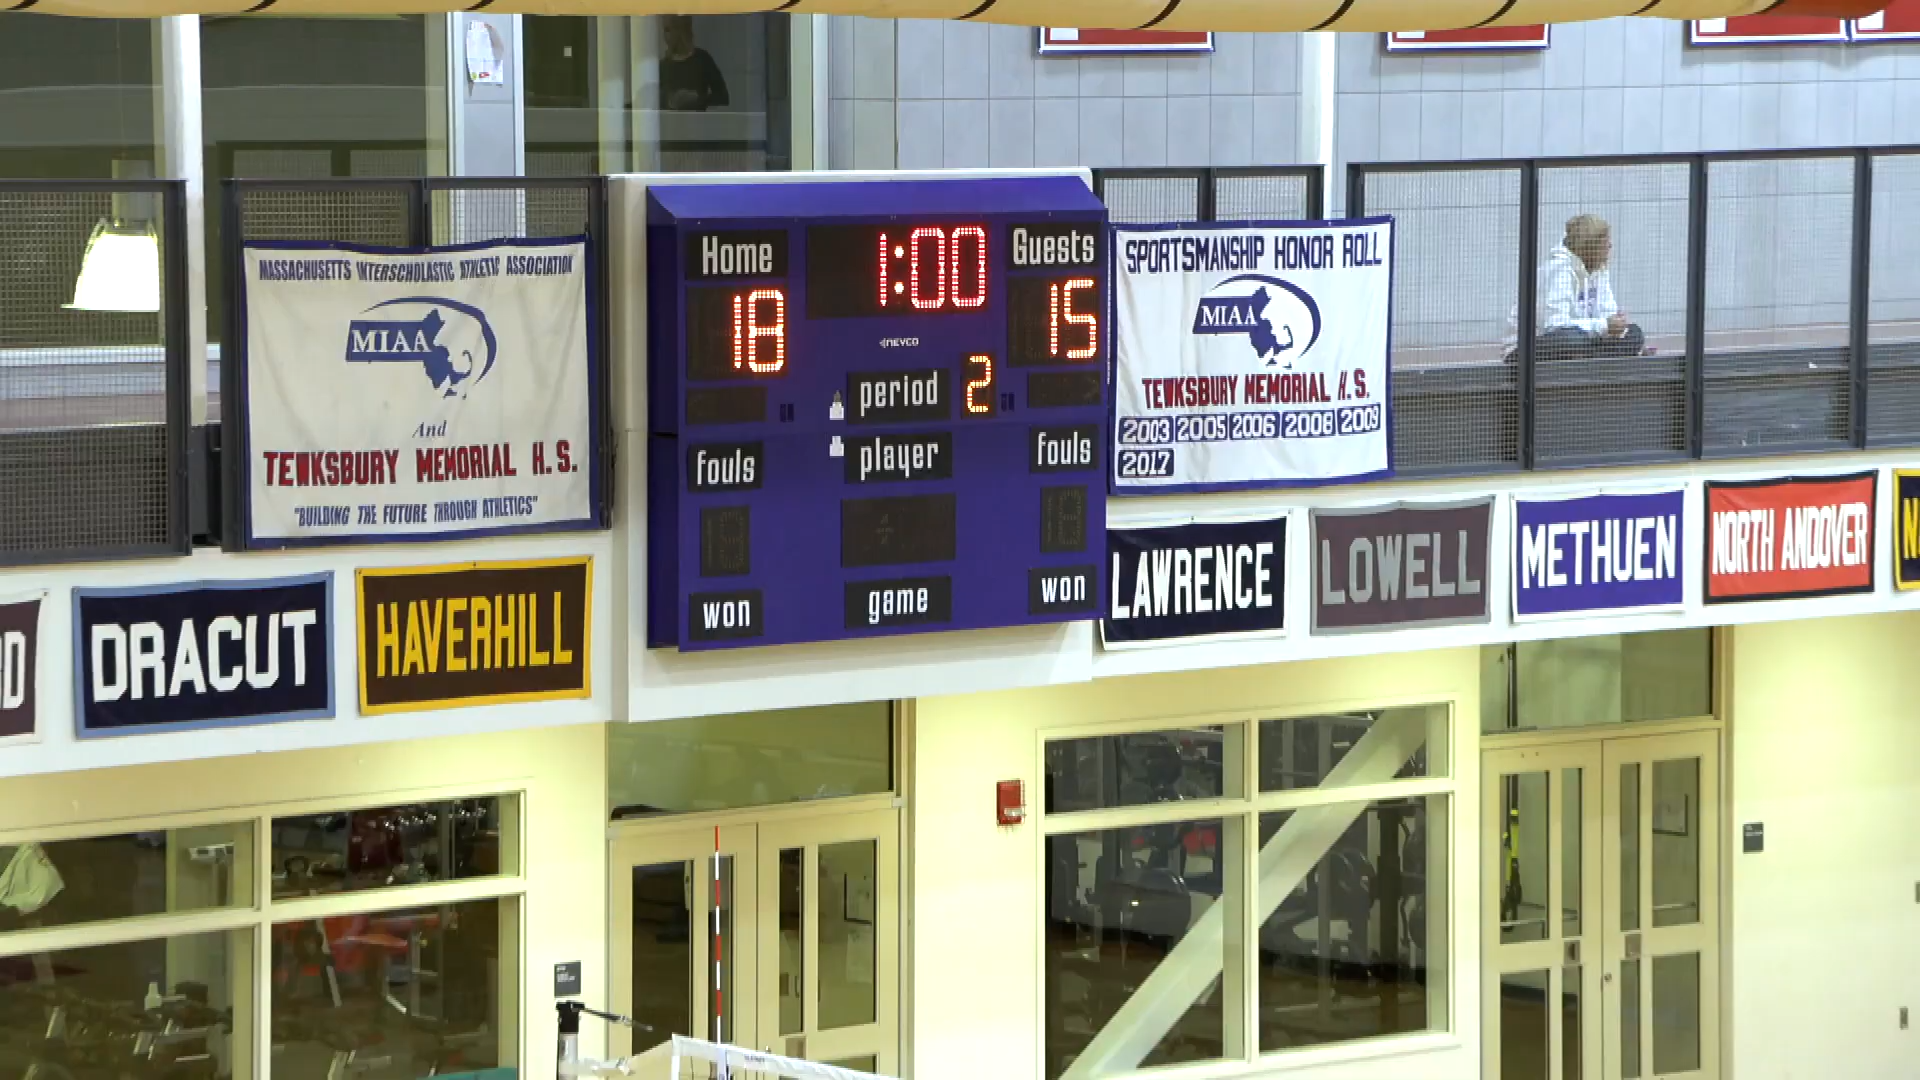 MASSACHUSETTS INTERSCHOLASTIC ATHLETIC ASSOCIATION
MIAA
And
TEWKSBURY MEMORIAL H.S.
"BUILDING THE FUTURE THROUGH ATHLETICS"
Home
1:00
Guests
18
15
NEVCO
period
2
fouls
player
fouls
won
game
won
SPORTSMANSHIP HONOR ROLL
MIAA
TEWKSBURY MEMORIAL H.S.
2003 2005 2006 2008 2009
2017
DRACUT
HAVERHILL
LAWRENCE
LOWELL
METHUEN
NORTH ANDOVER